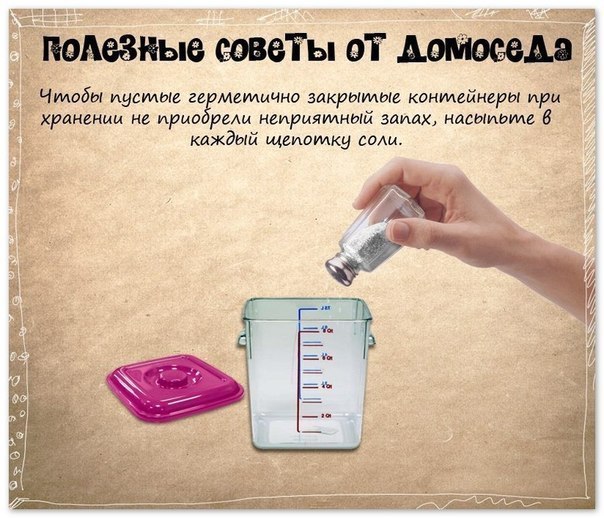 полезные советы от домоседа
Чтобы пустые герметично закрытые контейнеры при
хранении не приобрели неприятный запах, насыпьте в
каждый щепотку соли.